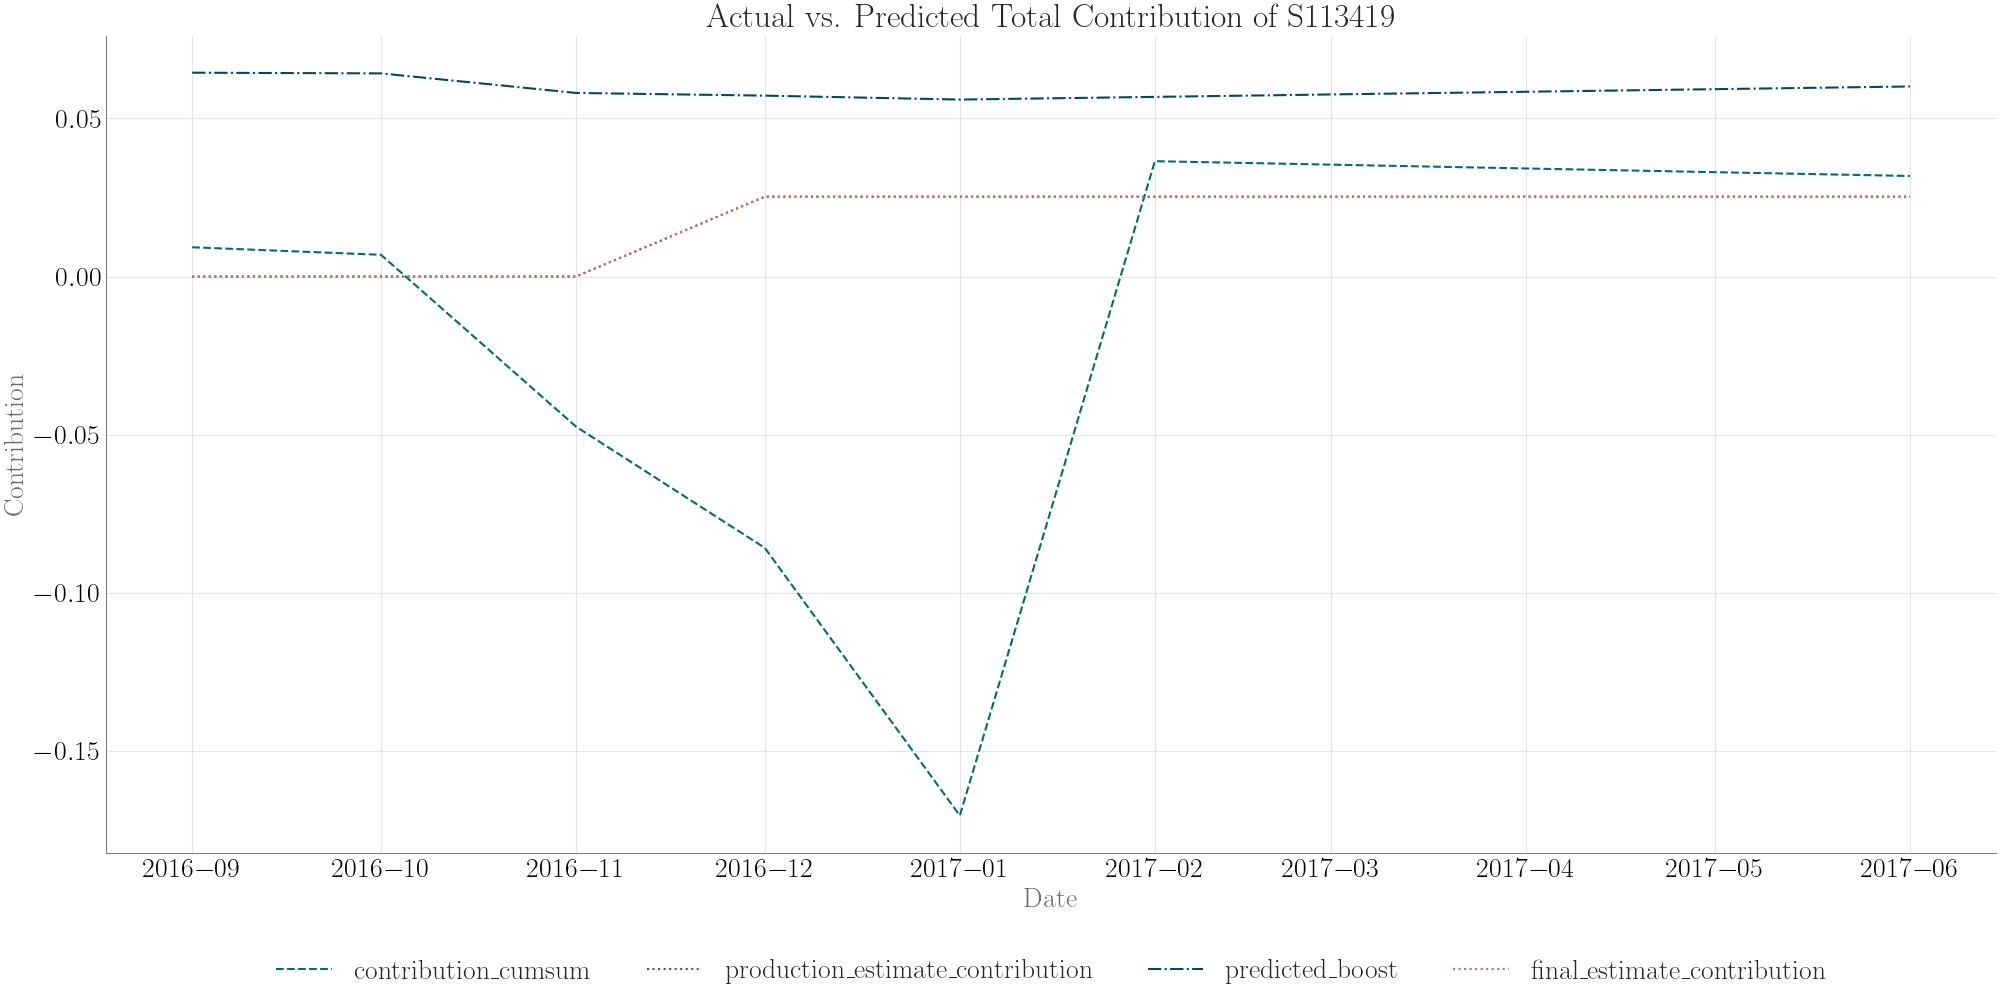 Actual vs. Predicted Total Contribution of S113419
Contribution
0.05
0.00
−0.05
−0.10
−0.15
2016−09 2016−10 2016−11 2016−12 2017−01 2017−02 2017−03 2017−04 2017−05 2017−06
Date
contribution_cumsum production_estimate_contribution predicted_boost final_estimate_contribution